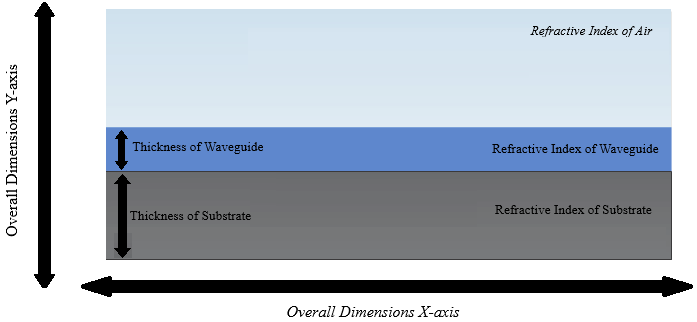 Refractive Index of Air
Overall Dimensions Y-axis
Thickness of Waveguide
Refractive Index of Waveguide
Thickness of Substrate
Refractive Index of Substrate
Overall Dimensions X-axis